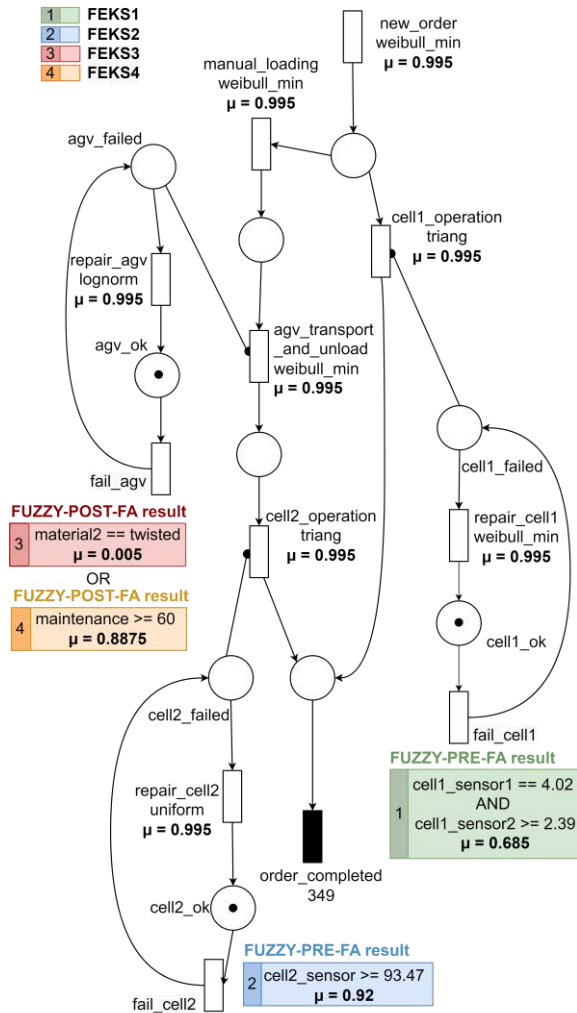 1 FEKS1
2 FEKS2
3 FEKS3
4 FEKS4
new_order
weibull_min
μ = 0.995
manual_loading
weibull_min
μ = 0.995
agv_failed
cell1_operation
triang
μ = 0.995
repair_agv
lognorm
μ = 0.995
agv_ok
agv_transport
_and_unload
weibull_min
μ = 0.995
fail_agv
cell1_failed
FUZZY-POST-FA result
3
material2 == twisted
μ = 0.005
OR
FUZZY-POST-FA result
4
maintenance >= 60
μ = 0.8875
cell2_operation
triang
μ = 0.995
repair_cell1
weibull_min
μ = 0.995
cell1_ok
cell2_failed
fail_cell1
FUZZY-PRE-FA result
1
cell1_sensor1 == 4.02
AND
cell1_sensor2 >= 2.39
μ = 0.685
repair_cell2
uniform
μ = 0.995
order_completed
349
cell2_ok
FUZZY-PRE-FA result
2
cell2_sensor >= 93.47
μ = 0.92
fail_cell2